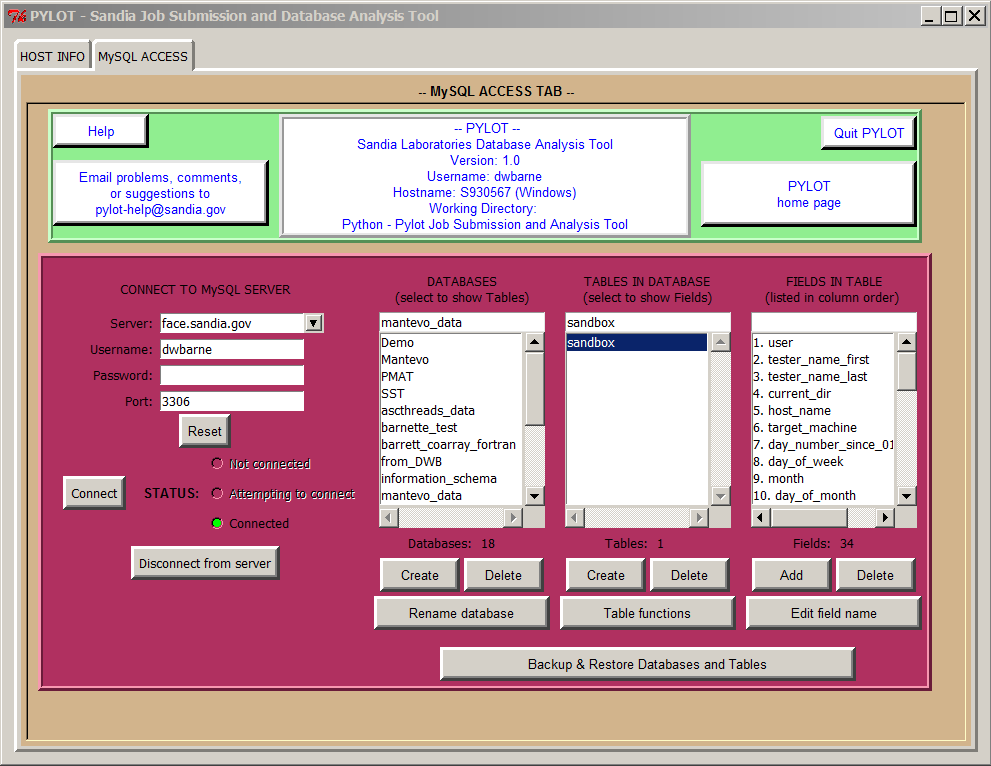 PYLOT - Sandia Job Submission and Database Analysis Tool
HOST INFO
MySQL ACCESS
-- MySQL ACCESS TAB --
Help
Email problems, comments,
or suggestions to
pylot-help@sandia.gov
-- PYLOT --
Sandia Laboratories Database Analysis Tool
Version: 1.0
Username: dwbarne
Hostname: S930567 (Windows)
Working Directory:
Python - Pylot Job Submission and Analysis Tool
Quit PYLOT
PYLOT
home page
CONNECT TO MySQL SERVER
Server: face.sandia.gov
Username: dwbarne
Password:
Port: 3306
Reset
Not connected
Connect
STATUS:
Attempting to connect
Connected
Disconnect from server
DATABASES
(select to show Tables)
mantevo_data
Demo
Mantevo
PMAT
SST
ascthreads_data
barnette_test
barrett_coarray_fortran
from_DWB
information_schema
mantevo_data
Databases: 18
Create
Delete
Rename database
TABLES IN DATABASE
(select to show Fields)
sandbox
sandbox
Tables: 1
Create
Delete
Table functions
FIELDS IN TABLE
(listed in column order)
1. user
2. tester_name_first
3. tester_name_last
4. current_dir
5. host_name
6. target_machine
7. day_number_since_01
8. day_of_week
9. month
10. day_of_month
Fields: 34
Add
Delete
Edit field name
Backup & Restore Databases and Tables